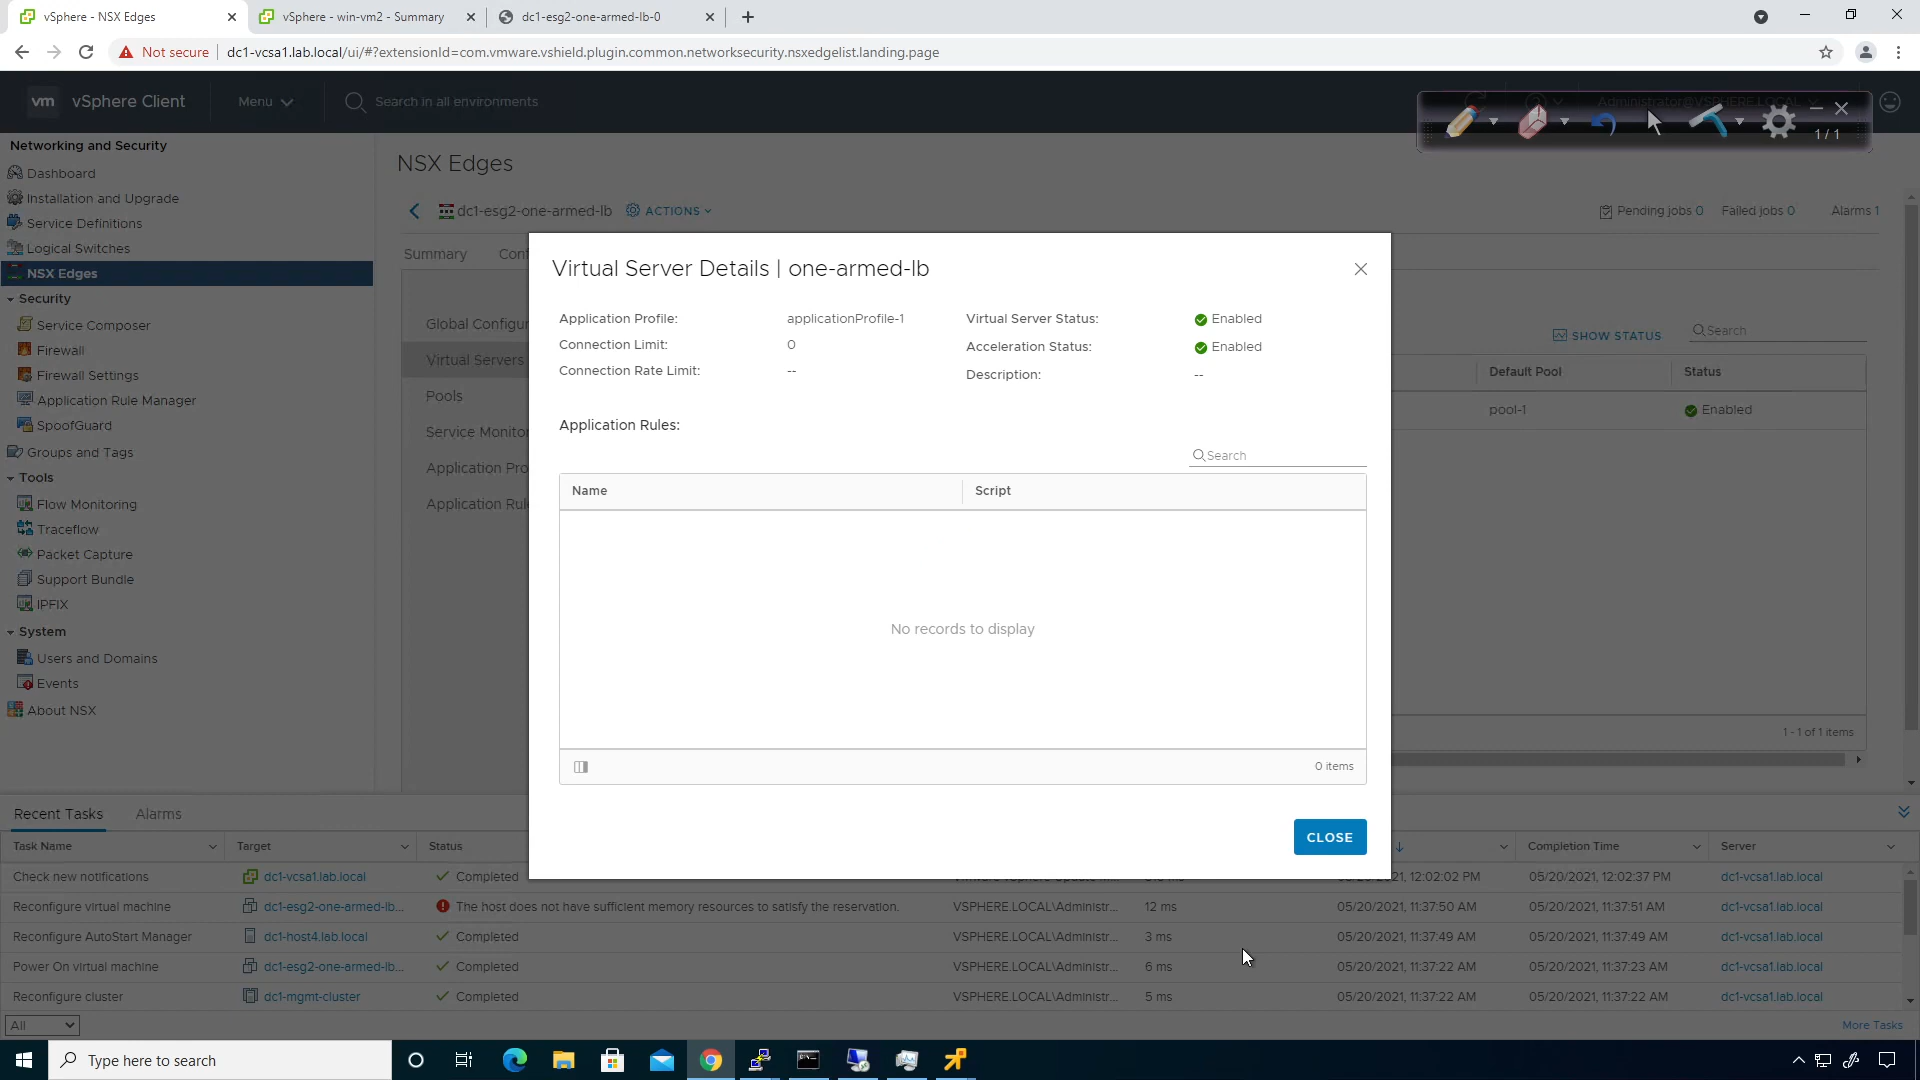 vSphere - NSX Edges
vSphere - win-vm2 - Summary
dc1-esg2-one-armed-lb-0
Not secure
dc1-vcsa1.lab.local/ui/#?extensionId=com.vmware.vshield.plugin.common.networksecurity.nsxedgelist.landing.page
vm vSphere Client
Menu
Search in all environments
1 / 1
Networking and Security
Dashboard
Installation and Upgrade
Service Definitions
Logical Switches
NSX Edges
Security
Service Composer
Firewall
Firewall Settings
Application Rule Manager
SpoofGuard
Groups and Tags
Tools
Flow Monitoring
Traceflow
Packet Capture
Support Bundle
IPFIX
System
Users and Domains
Events
About NSX
NSX Edges
dc1-esg2-one-armed-lb
ACTIONS
Pending jobs 0
Failed jobs 0
Alarms 1
Summary
Global Configur
Virtual Servers
Pools
Service Monitor
Application Pro
Application Rul
SHOW STATUS
Search
Default Pool
Status
pool-1
Enabled
1 - 1 of 1 items
Virtual Server Details | one-armed-lb
Application Profile: applicationProfile-1
Connection Limit: 0
Connection Rate Limit: --
Virtual Server Status: Enabled
Acceleration Status: Enabled
Description: --
Application Rules:
Search
Name Script
No records to display
0 items
CLOSE
Recent Tasks Alarms
Task Name Target Status Completion Time Server
Check new notifications dc1-vcsa1.lab.local Completed 12:02:02 PM 05/20/2021, 12:02:37 PM dc1-vcsa1.lab.local
Reconfigure virtual machine dc1-esg2-one-armed-lb... The host does not have sufficient memory resources to satisfy the reservation. VSPHERE.LOCAL\Administr... 12 ms 05/20/2021, 11:37:50 AM 05/20/2021, 11:37:51 AM dc1-vcsa1.lab.local
Reconfigure AutoStart Manager dc1-host4.lab.local Completed VSPHERE.LOCAL\Administr... 3 ms 05/20/2021, 11:37:49 AM 05/20/2021, 11:37:49 AM dc1-vcsa1.lab.local
Power On virtual machine dc1-esg2-one-armed-lb... Completed VSPHERE.LOCAL\Administr... 6 ms 05/20/2021, 11:37:22 AM 05/20/2021, 11:37:23 AM dc1-vcsa1.lab.local
Reconfigure cluster dc1-mgmt-cluster Completed VSPHERE.LOCAL\Administr... 5 ms 05/20/2021, 11:37:22 AM 05/20/2021, 11:37:22 AM dc1-vcsa1.lab.local
All
More Tasks
Type here to search